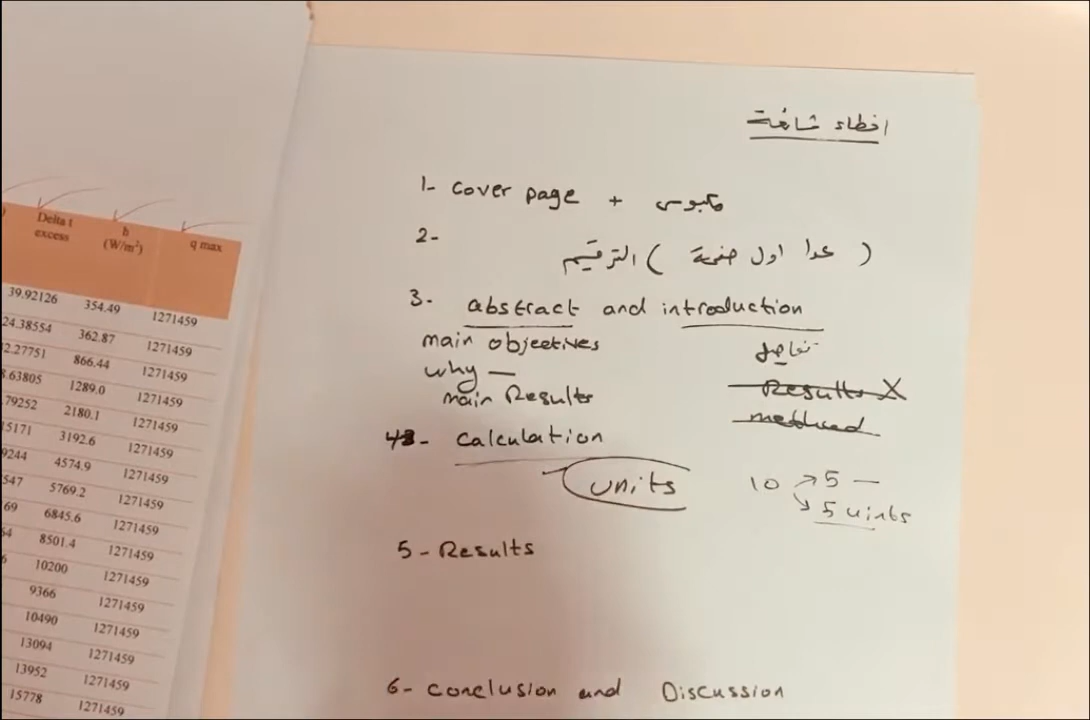 اخطاء شائعة
1- Cover page + مكبوس
2- الترقيم (عدا اول صفحة)
3. abstract and introduction
main objectives تفاصيل
why —
Results X
main Results
method
4- Calculation
units
10 → 5 —
↘ 5 uints
5- Results
6- Conclusion and Discussion
Delta t excess h (W/m²) q max
39.92126 354.49 1271459
24.38554 362.87 1271459
2.27751 866.44 1271459
8.63805 1289.0 1271459
.79252 2180.1 1271459
15171 3192.6 1271459
9244 4574.9 1271459
547 5769.2 1271459
69 6845.6 1271459
8501.4 1271459
10200 1271459
9366 1271459
10490 1271459
13094 1271459
13952 1271459
15778 1271459